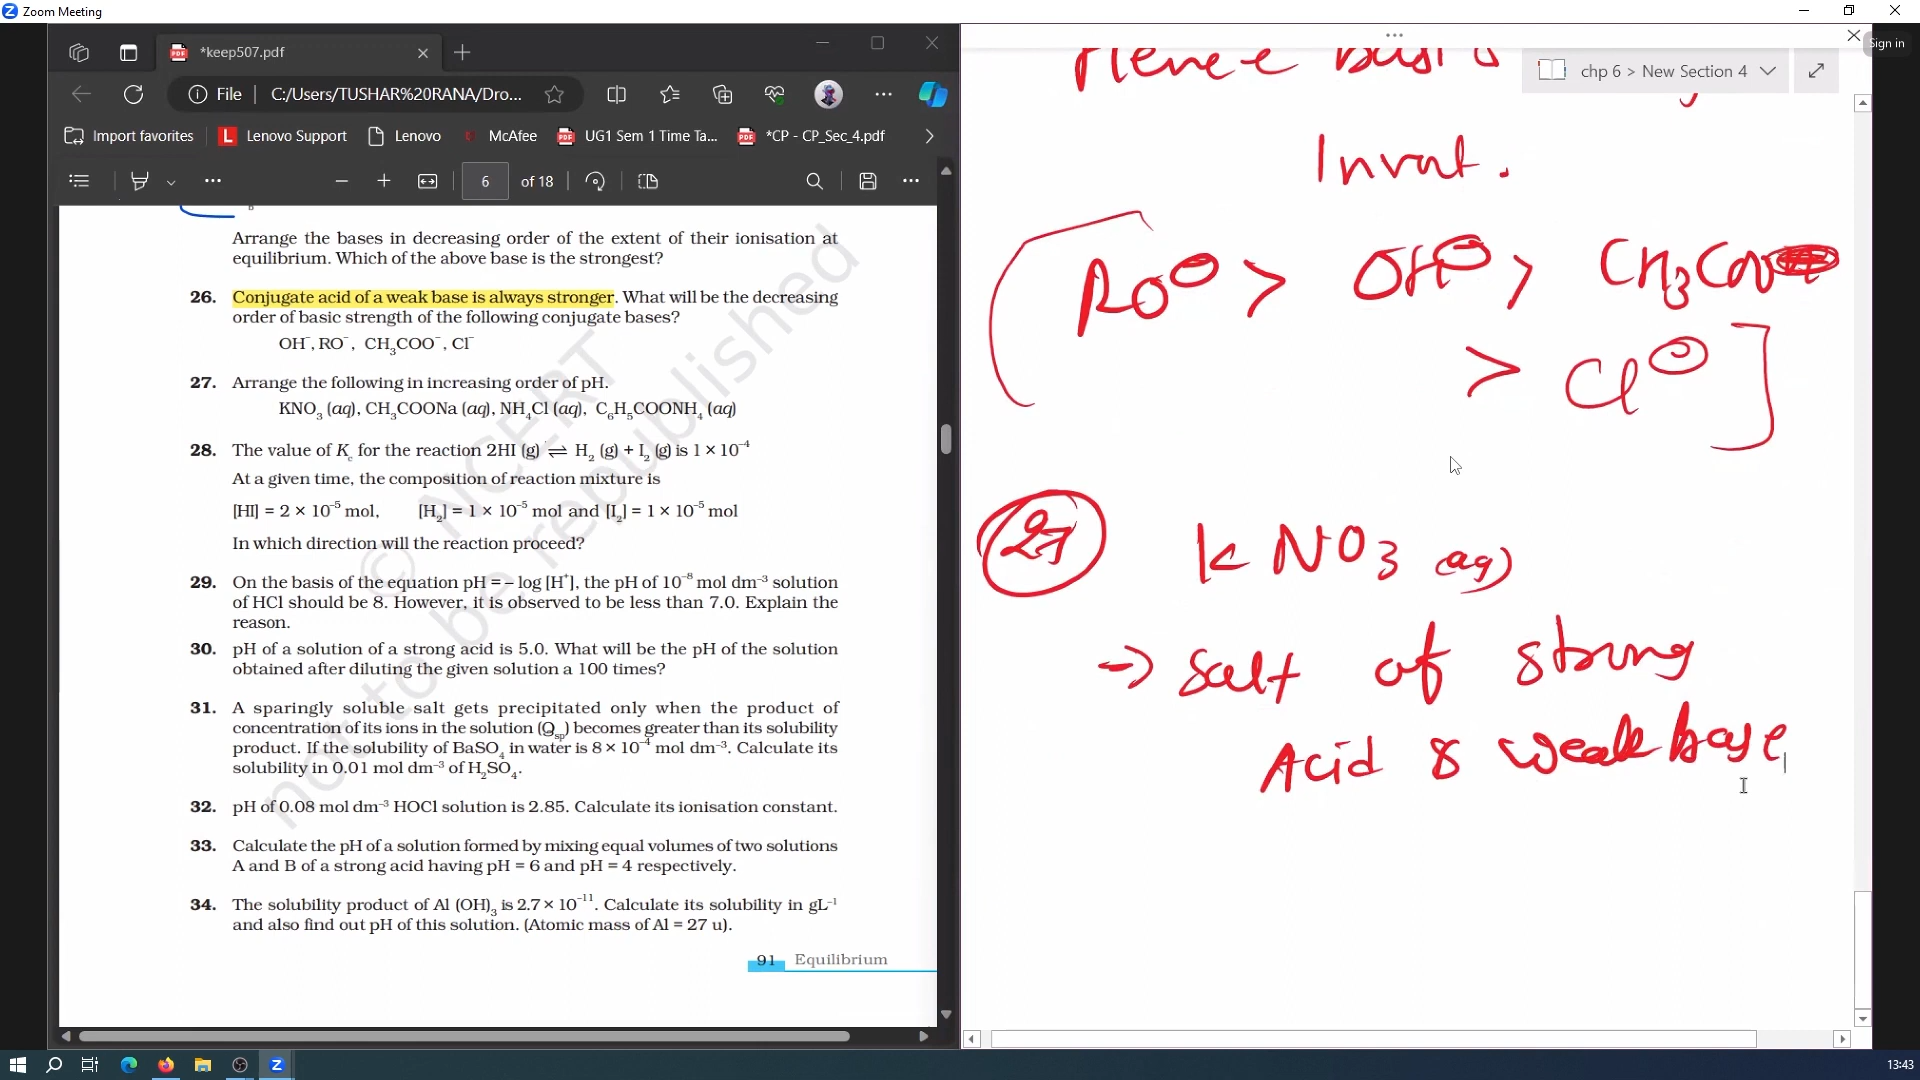 Zoom Meeting
*keep507.pdf
Sign in
File
C:/Users/TUSHAR%20RANA/Dro...
Import favorites
Lenovo Support
Lenovo
McAfee
UG1 Sem 1 Time Ta...
*CP - CP_Sec_4.pdf
6 of 18
Arrange the bases in decreasing order of the extent of their ionisation at
equilibrium. Which of the above base is the strongest?
26. Conjugate acid of a weak base is always stronger. What will be the decreasing
order of basic strength of the following conjugate bases?
OH⁻, RO⁻, CH₃COO⁻, Cl⁻
27. Arrange the following in increasing order of pH.
KNO₃ (aq), CH₃COONa (aq), NH₄Cl (aq), C₆H₅COONH₄ (aq)
28. The value of K꜀ for the reaction 2HI (g) ⇌ H₂ (g) + I₂ (g) is 1 × 10⁻⁴
At a given time, the composition of reaction mixture is
[HI] = 2 × 10⁻⁵ mol, [H₂] = 1 × 10⁻⁵ mol and [I₂] = 1 × 10⁻⁵ mol
In which direction will the reaction proceed?
29. On the basis of the equation pH = – log [H⁺], the pH of 10⁻⁸ mol dm⁻³ solution
of HCl should be 8. However, it is observed to be less than 7.0. Explain the
reason.
30. pH of a solution of a strong acid is 5.0. What will be the pH of the solution
obtained after diluting the given solution a 100 times?
31. A sparingly soluble salt gets precipitated only when the product of
concentration of its ions in the solution (Qsp) becomes greater than its solubility
product. If the solubility of BaSO₄ in water is 8 × 10⁻⁴ mol dm⁻³. Calculate its
solubility in 0.01 mol dm⁻³ of H₂SO₄.
32. pH of 0.08 mol dm⁻³ HOCl solution is 2.85. Calculate its ionisation constant.
33. Calculate the pH of a solution formed by mixing equal volumes of two solutions
A and B of a strong acid having pH = 6 and pH = 4 respectively.
34. The solubility product of Al (OH)₃ is 2.7 × 10⁻¹¹. Calculate its solubility in gL⁻¹
and also find out pH of this solution. (Atomic mass of Al = 27 u).
91 Equilibrium
© NCERT
not to be republished
chp 6 > New Section 4
Hence
RO⊖ > OH⊖ > CH₃COO
> Cl⊖ ]
27 KNO₃ (aq)
→ Salt of strong
Acid & weak base
13:43